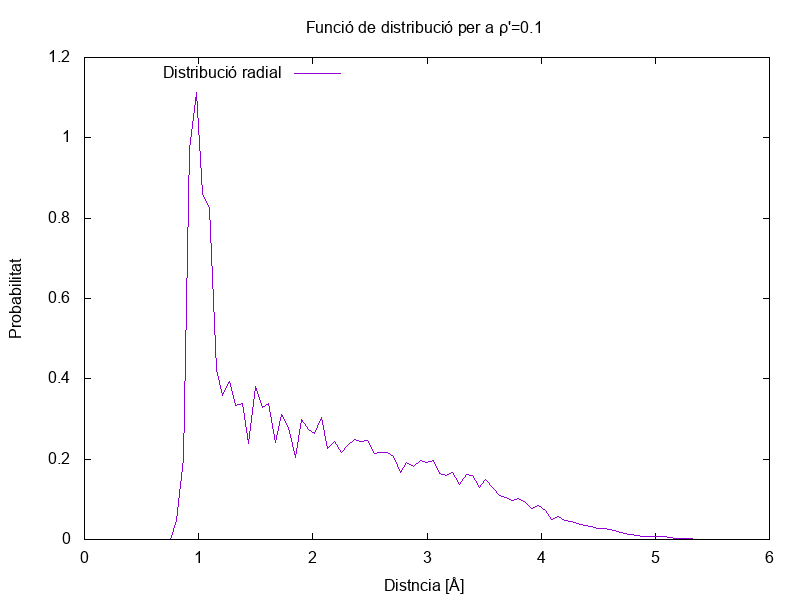 Funció de distribució per a ρ'=0.1
Distribució radial
1.2
1
0.8
0.6
0.4
0.2
0
Probabilitat
0 1 2 3 4 5 6
Distncia [Å]